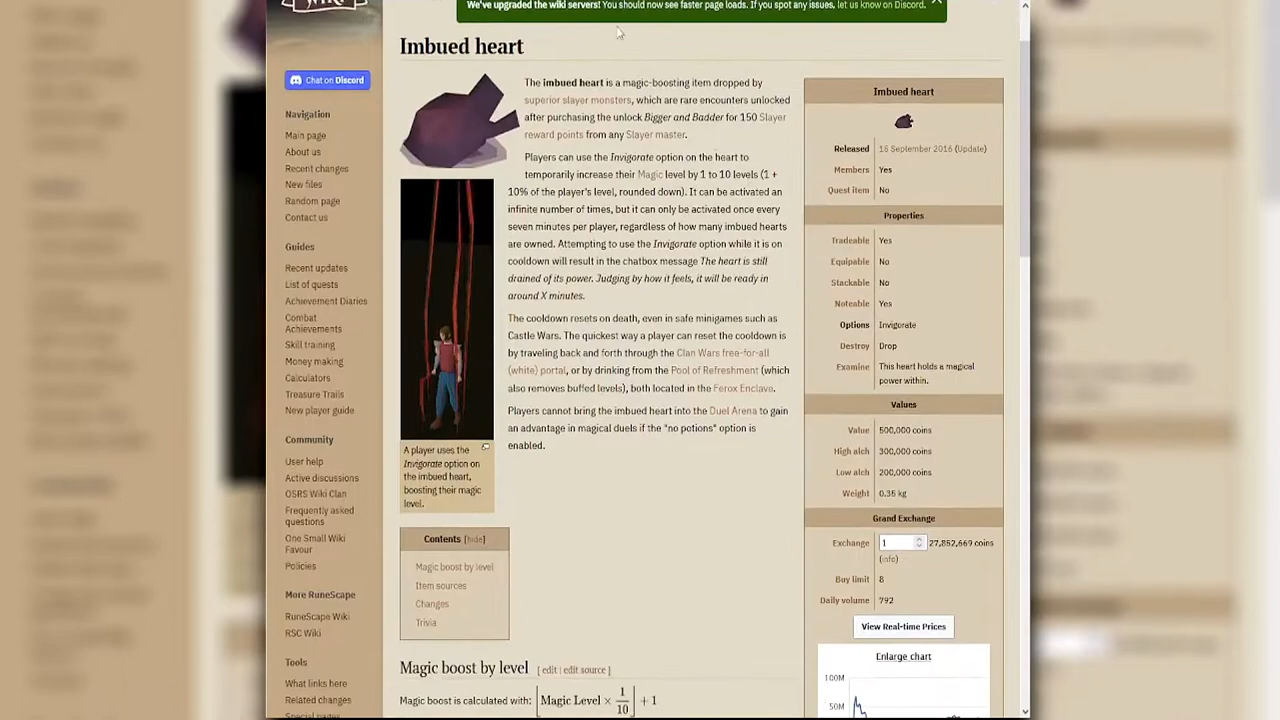 We've upgraded the wiki servers! You should now see faster page loads. If you spot any issues, let us know on Discord.
Imbued heart
Chat on Discord
Navigation
Main page
About us
Recent changes
New files
Random page
Contact us
Guides
Recent updates
List of quests
Achievement Diaries
Combat
Achievements
Skill training
Money making
Calculators
Treasure Trails
New player guide
Community
User help
Active discussions
OSRS Wiki Clan
Frequently asked
questions
One Small Wiki
Favour
Policies
More RuneScape
RuneScape Wiki
RSC Wiki
Tools
What links here
Related changes
Special pages
The imbued heart is a magic-boosting item dropped by
superior slayer monsters, which are rare encounters unlocked
after purchasing the unlock Bigger and Badder for 150 Slayer
reward points from any Slayer master.
Players can use the Invigorate option on the heart to
temporarily increase their Magic level by 1 to 10 levels (1 +
10% of the player's level, rounded down). It can be activated an
infinite number of times, but it can only be activated once every
seven minutes per player, regardless of how many imbued hearts
are owned. Attempting to use the Invigorate option while it is on
cooldown will result in the chatbox message The heart is still
drained of its power. Judging by how it feels, it will be ready in
around X minutes.
The cooldown resets on death, even in safe minigames such as
Castle Wars. The quickest way a player can reset the cooldown is
by traveling back and forth through the Clan Wars free-for-all
(white) portal, or by drinking from the Pool of Refreshment (which
also removes buffed levels), both located in the Ferox Enclave.
Players cannot bring the imbued heart into the Duel Arena to gain
an advantage in magical duels if the "no potions" option is
enabled.
A player uses the
Invigorate option on
the imbued heart,
boosting their magic
level.
Contents [hide]
Magic boost by level
Item sources
Changes
Trivia
Magic boost by level [ edit | edit source ]
Magic boost is calculated with: ⌊Magic Level × 1/10⌋ + 1
Imbued heart
Released 15 September 2016 (Update)
Members Yes
Quest item No
Properties
Tradeable Yes
Equipable No
Stackable No
Noteable Yes
Options Invigorate
Destroy Drop
Examine This heart holds a magical
power within.
Values
Value 500,000 coins
High alch 300,000 coins
Low alch 200,000 coins
Weight 0.35 kg
Grand Exchange
Exchange 1 27,852,669 coins
(info)
Buy limit 8
Daily volume 792
View Real-time Prices
Enlarge chart
100M
50M